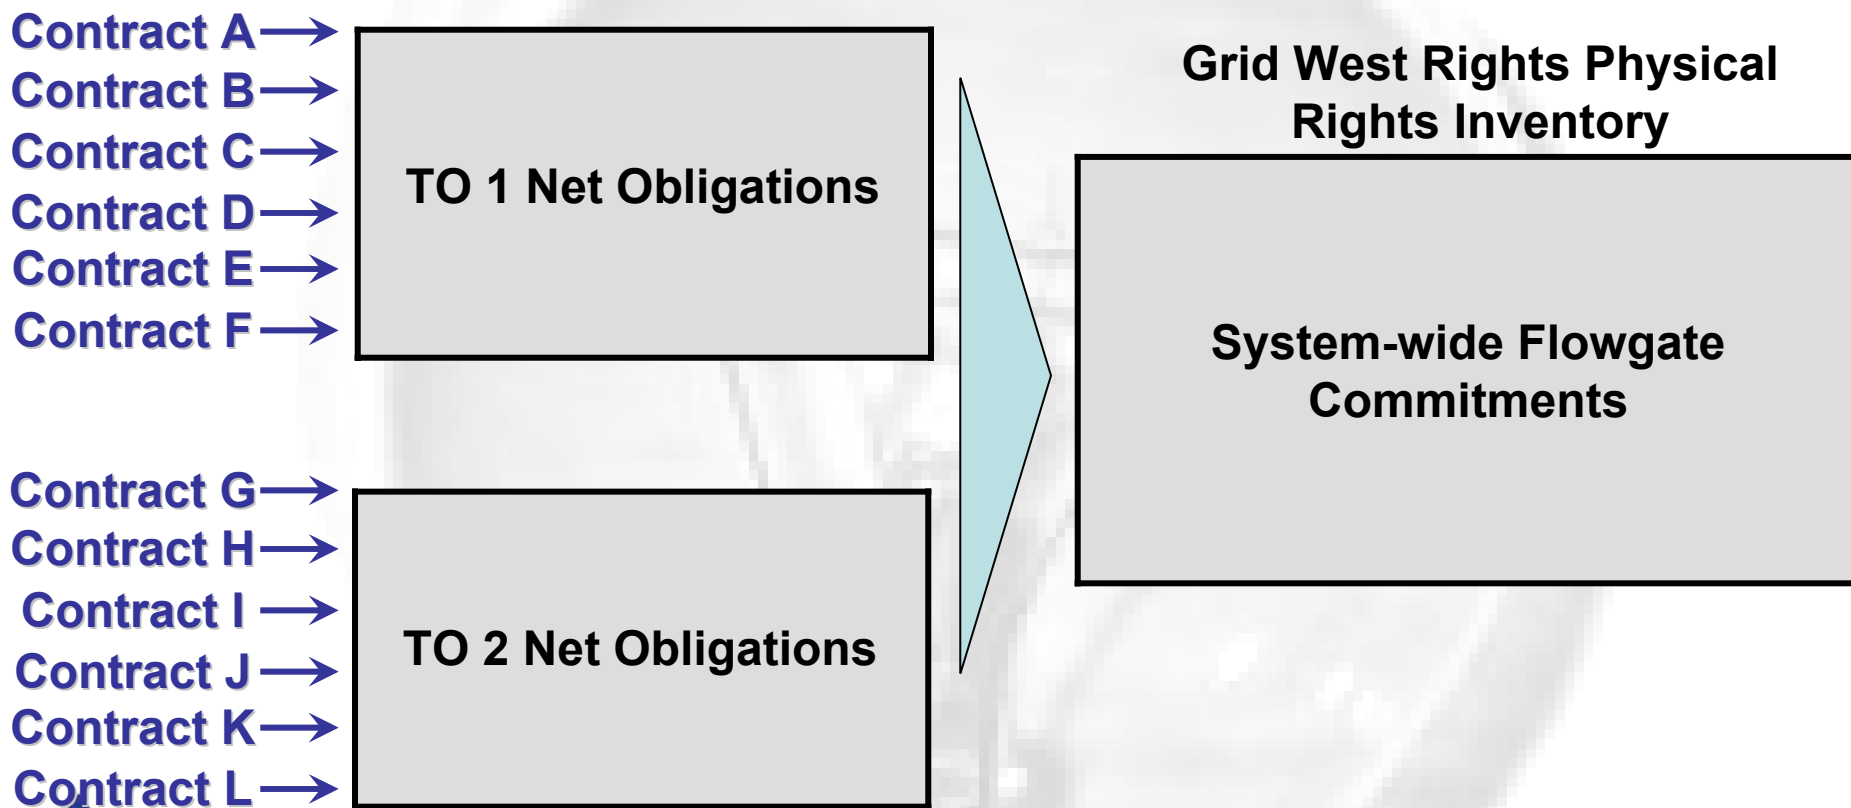 Contract A
Contract B
Contract C
Contract D
Contract E
Contract F
TO 1 Net Obligations
Contract G
Contract H
Contract I
Contract J
Contract K
Contract L
TO 2 Net Obligations
Grid West Rights Physical
Rights Inventory
System-wide Flowgate
Commitments